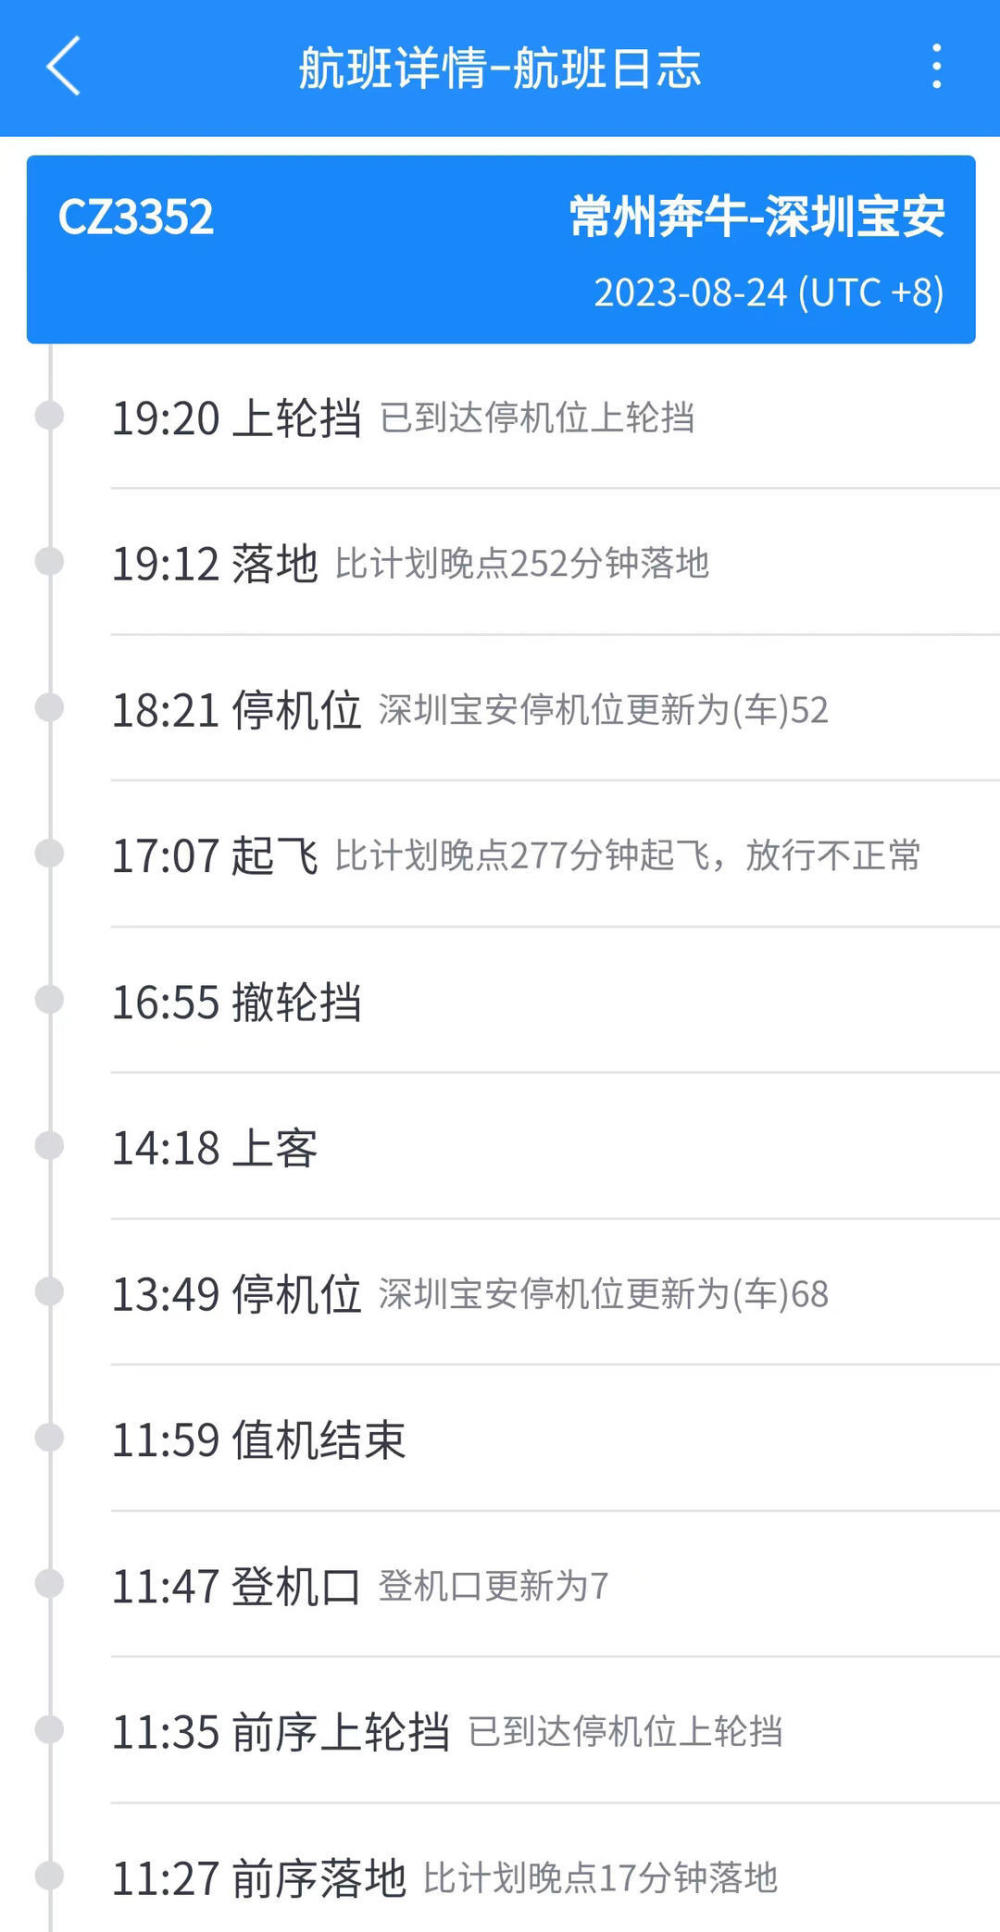 航班详情-航班日志
CZ3352 常州奔牛-深圳宝安
2023-08-24 (UTC +8)
19:20 上轮挡 已到达停机位上轮挡
19:12 落地 比计划晚点252分钟落地
18:21 停机位 深圳宝安停机位更新为(车)52
17:07 起飞 比计划晚点277分钟起飞，放行不正常
16:55 撤轮挡
14:18 上客
13:49 停机位 深圳宝安停机位更新为(车)68
11:59 值机结束
11:47 登机口 登机口更新为7
11:35 前序上轮挡 已到达停机位上轮挡
11:27 前序落地 比计划晚点17分钟落地